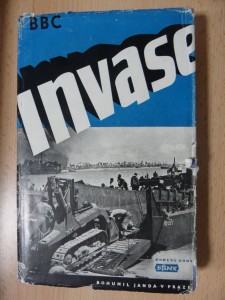 BBC
Invase
BOHUMIL JANDA V PRAZE